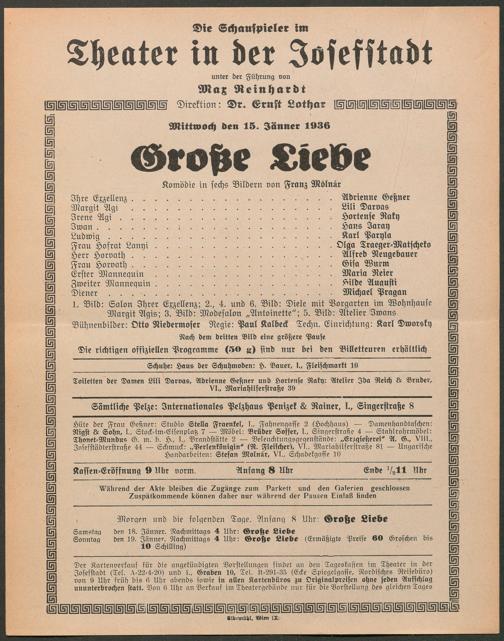 Die Schauspieler im
Theater in der Josefstadt
unter der Führung von
Max Reinhardt
Direktion: Dr. Ernst Lothar
Mittwoch den 15. Jänner 1936
Große Liebe
Komödie in sechs Bildern von Franz Molnár
Ihre Exzellenz . . . . . . . . . . Adrienne Geßner
Margit Agi . . . . . . . . . . Lili Darvas
Irene Agi . . . . . . . . . . Hortense Raky
Iwan . . . . . . . . . . Hans Jaray
Ludwig . . . . . . . . . . Karl Paryla
Frau Hofrat Lanyi . . . . . . . . . . Olga Traeger-Matscheko
Herr Horvath . . . . . . . . . . Alfred Neugebauer
Frau Horvath . . . . . . . . . . Gisa Wurm
Erster Mannequin . . . . . . . . . . Maria Reier
Zweiter Mannequin . . . . . . . . . . Hilde Augusti
Diener . . . . . . . . . . Michael Pragan
1. Bild: Salon Ihrer Exzellenz; 2., 4. und 6. Bild: Diele mit Vorgarten im Wohnhause
Margit Agis; 3. Bild: Modesalon „Antoinette“; 5. Bild: Atelier Iwans
Bühnenbilder: Otto Niedermoser Regie: Paul Kalbeck Techn. Einrichtung: Karl Dworsky
Nach dem dritten Bild eine größere Pause
Die richtigen offiziellen Programme (50 g) sind nur bei den Billetteuren erhältlich
Schuhe: Haus der Schuhmoden: H. Bauer, I., Fleischmarkt 10
Toiletten der Damen Lili Darvas, Adrienne Geßner und Hortense Raky: Atelier Ida Reich & Bruder,
VI., Mariahilferstraße 39
Sämtliche Pelze: Internationales Pelzhaus Penizek & Rainer, I., Singerstraße 8
Hüte der Frau Geßner: Studio Stella Fraenkel, I., Fahnengasse 2 (Hochhaus) — Damenhandtaschen:
& Sohn, I., Stock-im-Eisenplatz 7 — Möbel: Brüder Soffer, I., Singerstraße 4 — Stahlrohrmöbel:
Thonet-Mundus G. m. b. H., I., Brandstätte 2 — Beleuchtungsgegenstände: „Erzgießerei“ A. G., VIII.,
Josefstädterstraße 44 — Schmuck: „Perlenkönigin“ (R. Fleischer), VI., Mariahilferstraße 81 — Ungarische
Handarbeiten: Stefan Molnár, VI., Schadekgasse 10
Kassen-Eröffnung 9 Uhr vorm. Anfang 8 Uhr Ende ½11 Uhr
Während der Akte bleiben die Zugänge zum Parkett und den Galerien geschlossen
Zuspätkommende können daher nur während der Pausen Einlaß finden
Morgen und die folgenden Tage. Anfang 8 Uhr: Große Liebe
Samstag den 18. Jänner. Nachmittags 4 Uhr: Große Liebe
Sonntag den 19. Jänner. Nachmittags 4 Uhr: Große Liebe (Ermäßigte Preise 60 Groschen bis
10 Schilling)
Der Kartenverkauf für die angekündigten Vorstellungen findet an den Tageskassen im Theater in der
Josefstadt (Tel. A-22-4-20) und I., Graben 10, Tel. R-291-35 (Ecke Spiegelgasse, Nordisches Reisebüro)
von 9 Uhr früh bis 6 Uhr abends sowie in allen Kartenbüros zu Originalpreisen ohne jeden Aufschlag
ununterbrochen statt. Von 6 Uhr an Verkauf im Theatergebäude nur für die Vorstellung des gleichen Tages
Elbemühl, Wien IX.